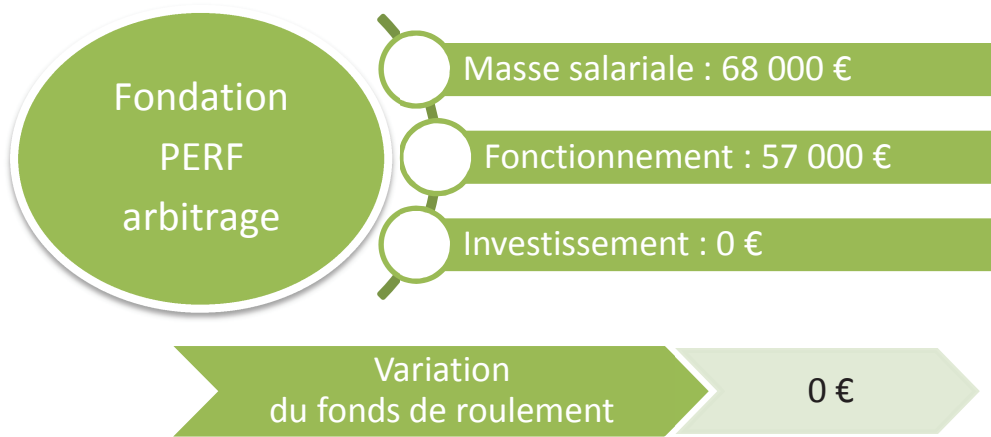 Fondation
PERF
arbitrage
Masse salariale : 68 000 €
Fonctionnement : 57 000 €
Investissement : 0 €
Variation
du fonds de roulement
0 €